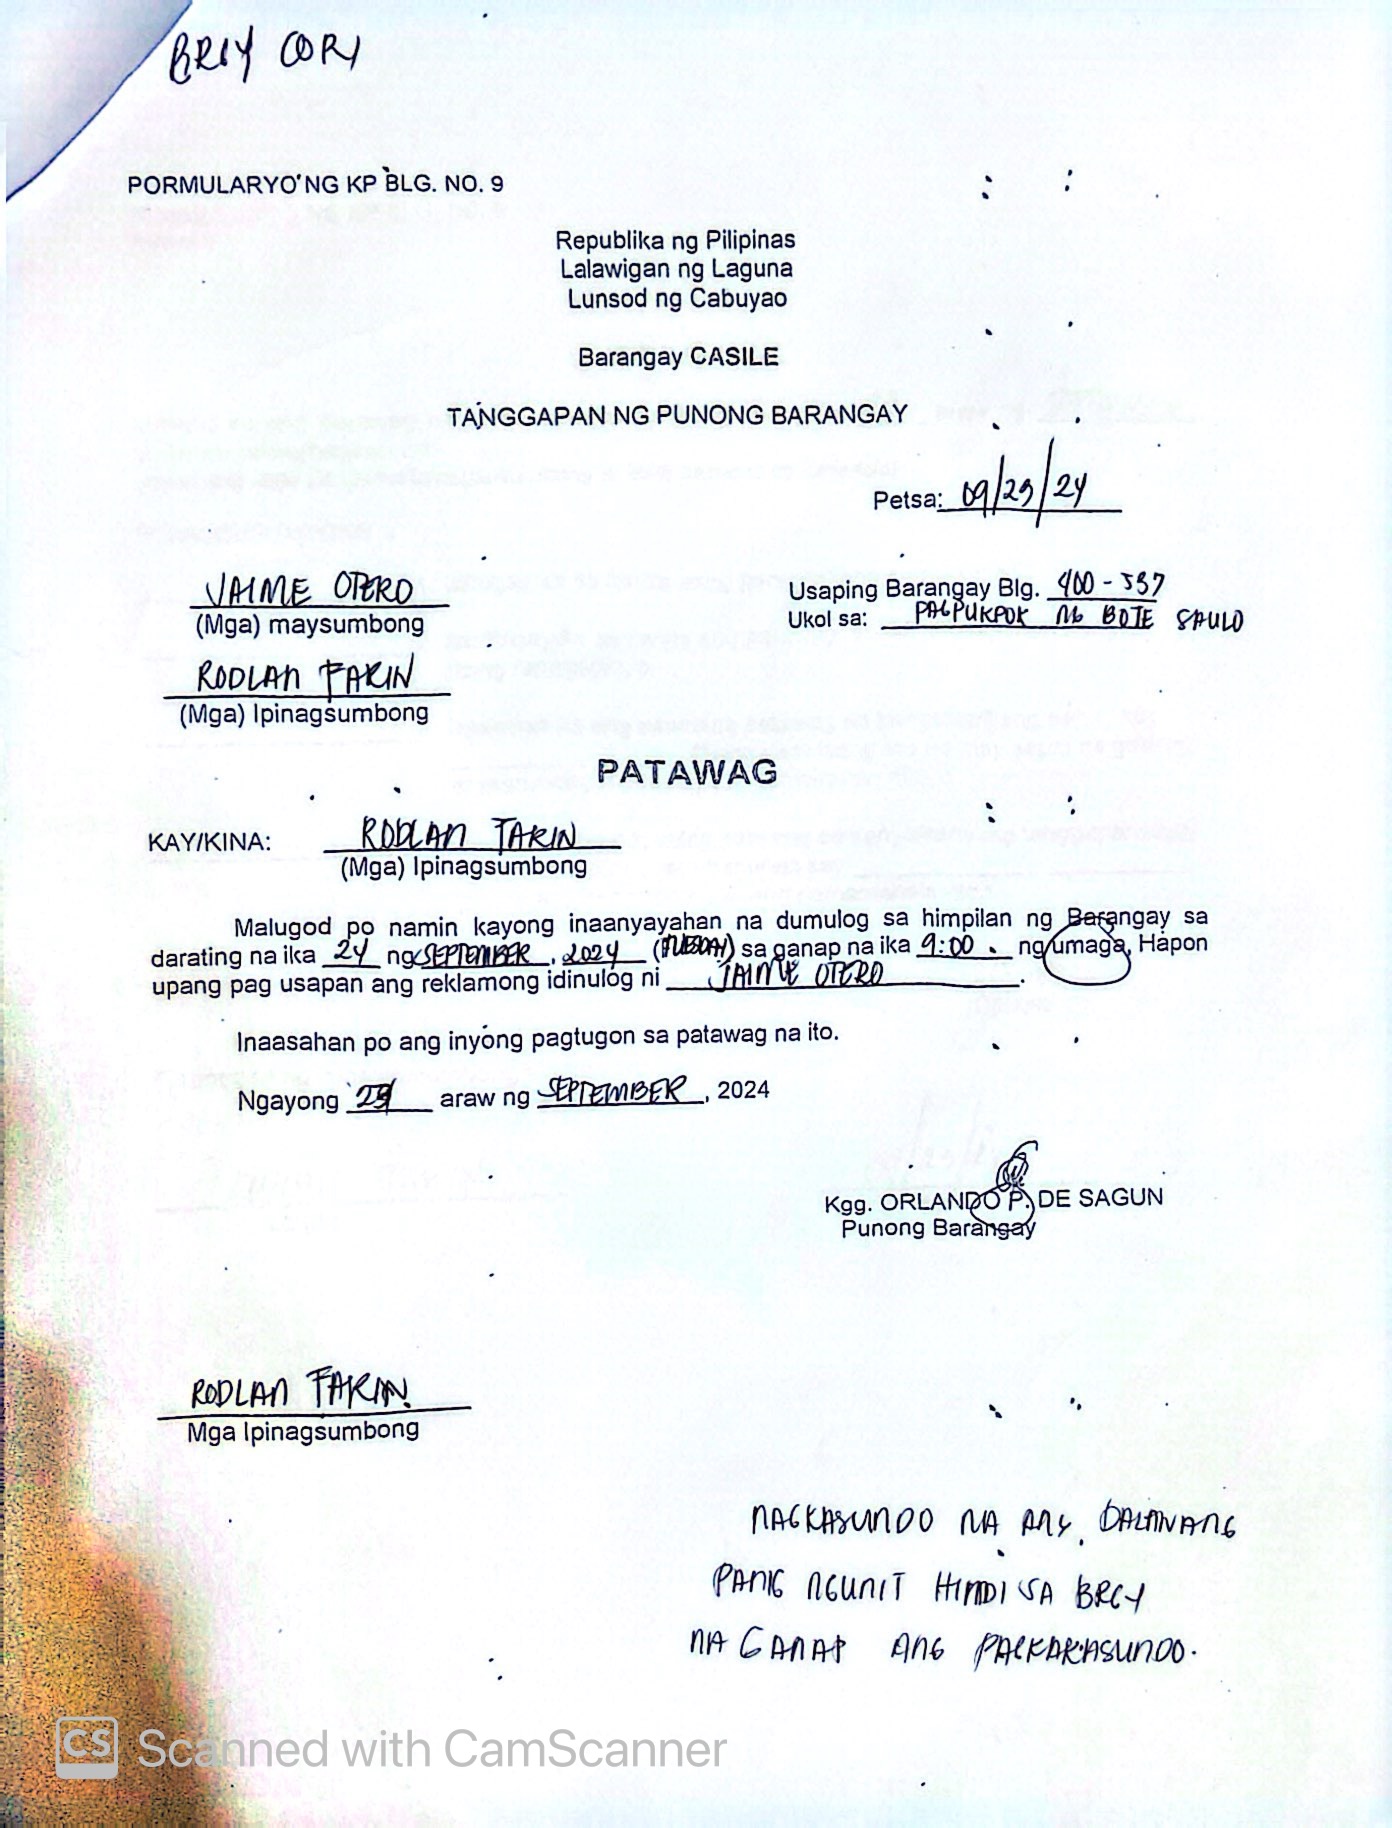 BRGY COPY
PORMULARYO NG KP BLG. NO. 9
Republika ng Pilipinas
Lalawigan ng Laguna
Lunsod ng Cabuyao
Barangay CASILE
TANGGAPAN NG PUNONG BARANGAY
Petsa: 09/23/24
JAIME OTERO
(Mga) maysumbong
Usaping Barangay Blg. 400-537
Ukol sa: PAGPUKPOK NG BOTE SA ULO
RODLAN FARIN
(Mga) Ipinagsumbong
PATAWAG
KAY/KINA: RODLAN FARIN
(Mga) Ipinagsumbong
Malugod po namin kayong inaanyayahan na dumulog sa himpilan ng Barangay sa
darating na ika 24 ng SEPTEMBER, 2024 (TUESDAY) sa ganap na ika 9:00. ng umaga, Hapon
upang pag usapan ang reklamong idinulog ni JAIME OTERO.
Inaasahan po ang inyong pagtugon sa patawag na ito.
Ngayong 23 araw ng SEPTEMBER, 2024
Kgg. ORLANDO P. DE SAGUN
Punong Barangay
RODLAN FARIN
Mga Ipinagsumbong
NAGKASUNDO NA ANG DALAWANG
PANIG NGUNIT HINDI SA BRGY
NA GANAP ANG PAGKAKASUNDO.
CS Scanned with CamScanner